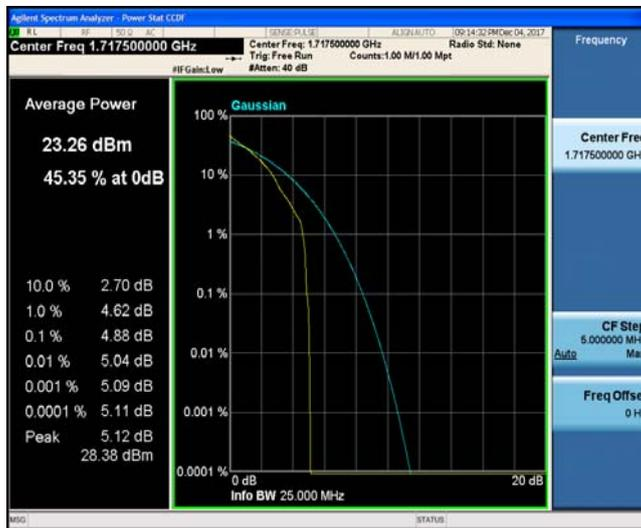 Agilent Spectrum Analyzer - Power Stat CCDF
RL RF 50 Ω AC SENSE:PULSE ALIGN AUTO 09:14:32 PM Dec 04, 2017
Center Freq 1.717500000 GHz
Center Freq: 1.717500000 GHz Radio Std: None
Trig: Free Run Counts:1.00 M/1.00 Mpt
#IFGain:Low #Atten: 40 dB
Frequency
Average Power
23.26 dBm
45.35 % at 0dB
10.0 % 2.70 dB
1.0 % 4.62 dB
0.1 % 4.88 dB
0.01 % 5.04 dB
0.001 % 5.09 dB
0.0001 % 5.11 dB
Peak 5.12 dB
28.38 dBm
Gaussian
100 %
10 %
1 %
0.1 %
0.01 %
0.001 %
0.0001 %
0 dB 20 dB
Info BW 25.000 MHz
Center Fre
1.717500000 GH
CF Ste
5.000000 MH
Auto Ma
Freq Offse
0 H
MSG STATUS